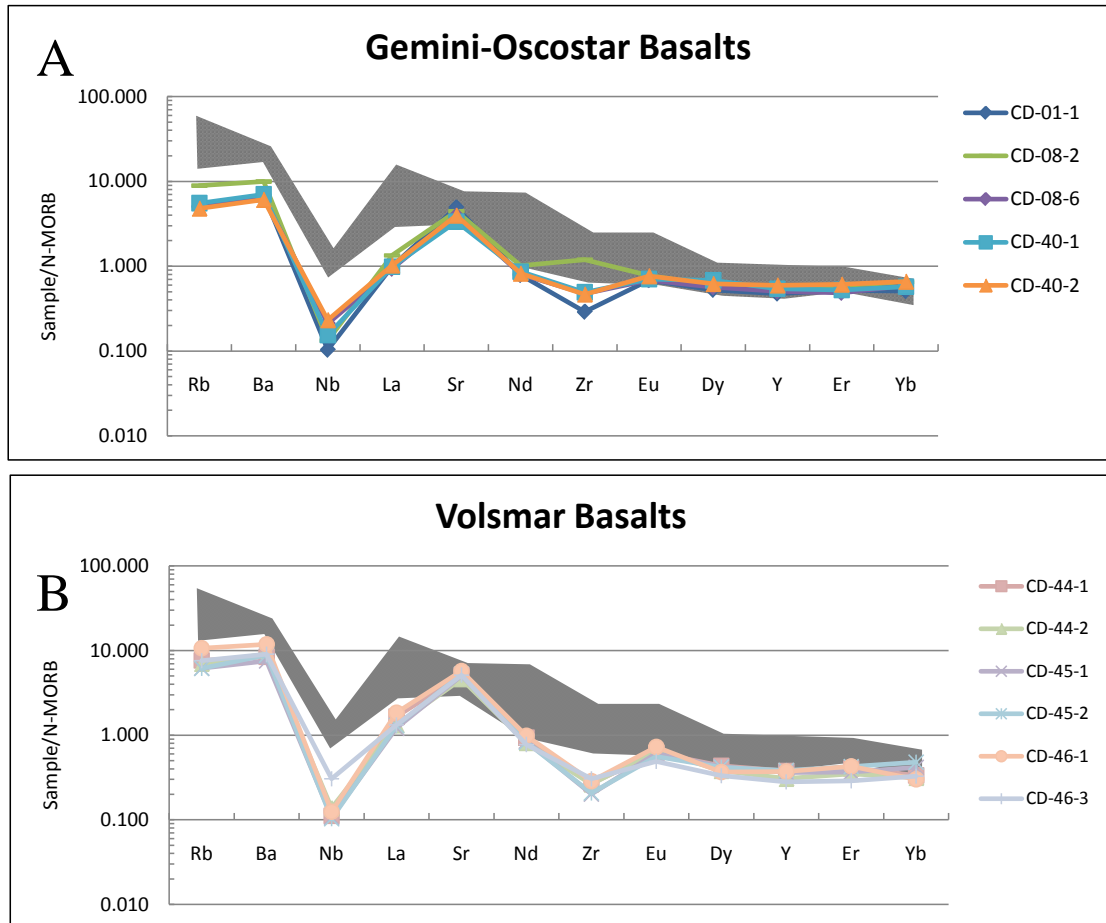 A
Gemini-Oscostar Basalts
Sample/N-MORB
100.000
10.000
1.000
0.100
0.010
Rb Ba Nb La Sr Nd Zr Eu Dy Y Er Yb
CD-01-1
CD-08-2
CD-08-6
CD-40-1
CD-40-2
B
Volsmar Basalts
Sample/N-MORB
100.000
10.000
1.000
0.100
0.010
Rb Ba Nb La Sr Nd Zr Eu Dy Y Er Yb
CD-44-1
CD-44-2
CD-45-1
CD-45-2
CD-46-1
CD-46-3